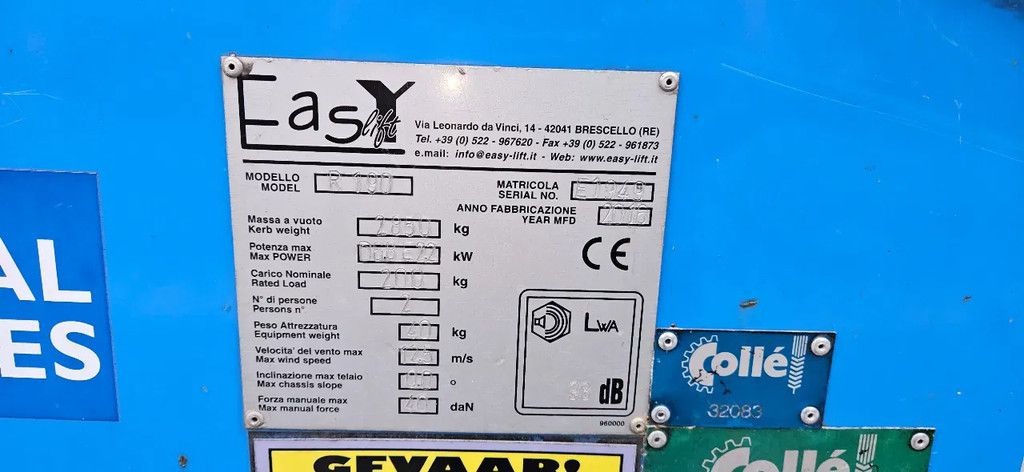 Easy lift
Via Leonardo da Vinci, 14 - 42041 BRESCELLO (RE)
Tel. +39 (0) 522 - 967620 - Fax +39 (0) 522 - 961873
e.mail: info@easy-lift.it - Web: www.easy-lift.it
MODELLO
MODEL
R 190
MATRICOLA
SERIAL NO.
E1949
ANNO FABBRICAZIONE
YEAR MFD
Massa a vuoto
Kerb weight
2850
kg
Potenza max
Max POWER
kW
Carico Nominale
Rated Load
200
kg
N° di persone
Persons n°
2
Peso Attrezzatura
Equipment weight
40
kg
Velocita' del vento max
Max wind speed
m/s
Inclinazione max telaio
Max chassis slope
°
Forza manuale max
Max manual force
40
daN
CE
LWA
dB
960000
AL
ES
Collé
32083
Collé
GEVAAR!